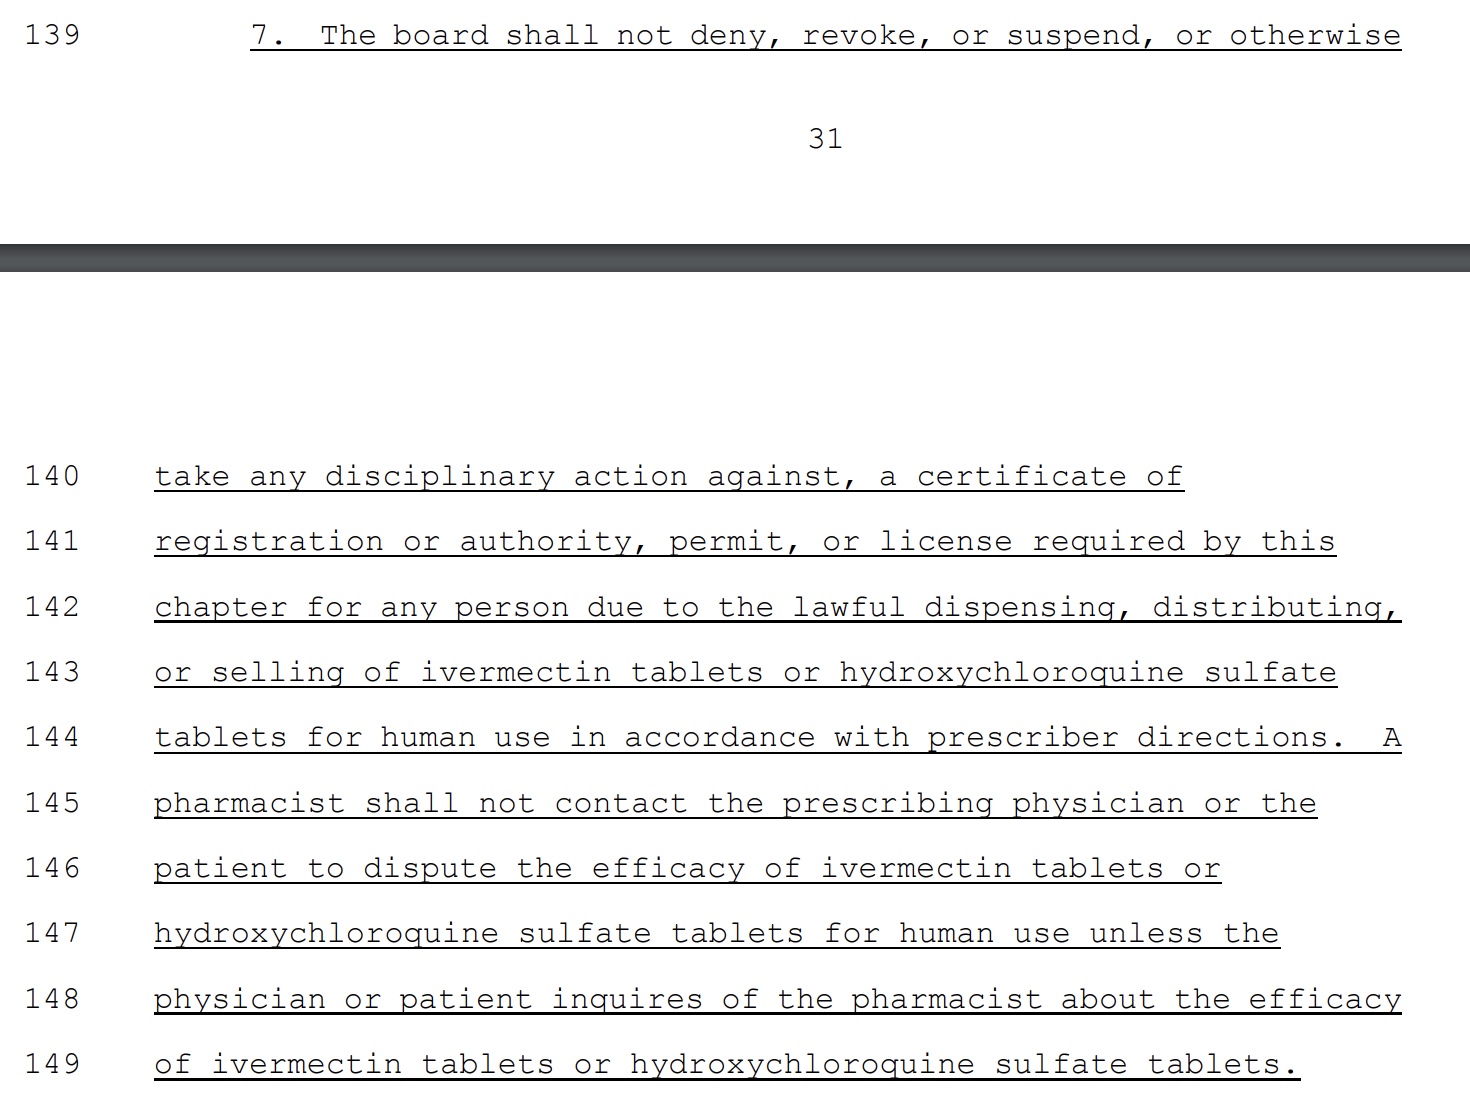 139 7. The board shall not deny, revoke, or suspend, or otherwise
31
140 take any disciplinary action against, a certificate of
141 registration or authority, permit, or license required by this
142 chapter for any person due to the lawful dispensing, distributing,
143 or selling of ivermectin tablets or hydroxychloroquine sulfate
144 tablets for human use in accordance with prescriber directions. A
145 pharmacist shall not contact the prescribing physician or the
146 patient to dispute the efficacy of ivermectin tablets or
147 hydroxychloroquine sulfate tablets for human use unless the
148 physician or patient inquires of the pharmacist about the efficacy
149 of ivermectin tablets or hydroxychloroquine sulfate tablets.